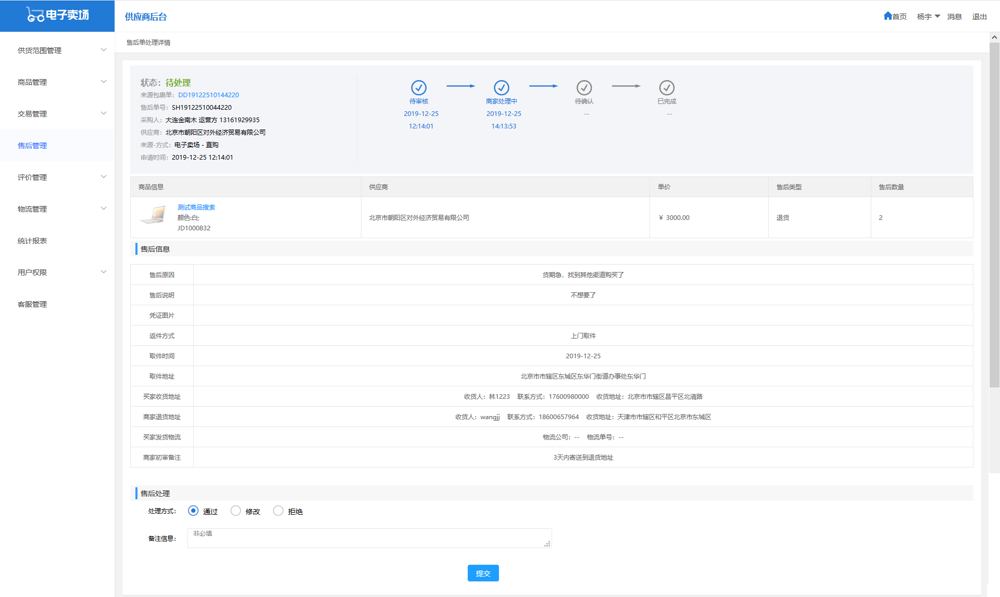 电子卖场
供应商后台
首页 杨宇 消息 退出
供货范围管理
商品管理
交易管理
售后管理
评价管理
物流管理
统计报表
用户权限
客服管理
售后单处理详情
状态：待处理
来源包裹单：DD19122510144220
售后单号：SH19122510044220
采购人：大连金南木 运营方 13161929935
供应商：北京市朝阳区对外经济贸易有限公司
来源-方式：电子卖场 - 直购
申请时间：2019-12-25 12:14:01
待审核
2019-12-25
12:14:01
商家处理中
2019-12-25
14:13:53
待确认
--
已完成
--
商品信息 供应商 单价 售后类型 售后数量
测试商品搜索
颜色:白;
JD1000832
北京市朝阳区对外经济贸易有限公司
¥ 3000.00
退货
2
售后信息
售后原因 货期急，找到其他渠道购买了
售后说明 不想要了
凭证图片
返件方式 上门取件
取件时间 2019-12-25
取件地址 北京市市辖区东城区东华门街道办事处东华门
买家收货地址 收货人：林1223 联系方式：17600980000 收货地址：北京市市辖区昌平区北清路
商家退货地址 收货人：wangjj 联系方式：18600657964 收货地址：天津市市辖区和平区北京市东城区
买家发货物流 物流公司：-- 物流单号：--
商家初审备注 3天内寄送到退货地址
售后处理
处理方式： 通过 修改 拒绝
备注信息： 非必填
提交